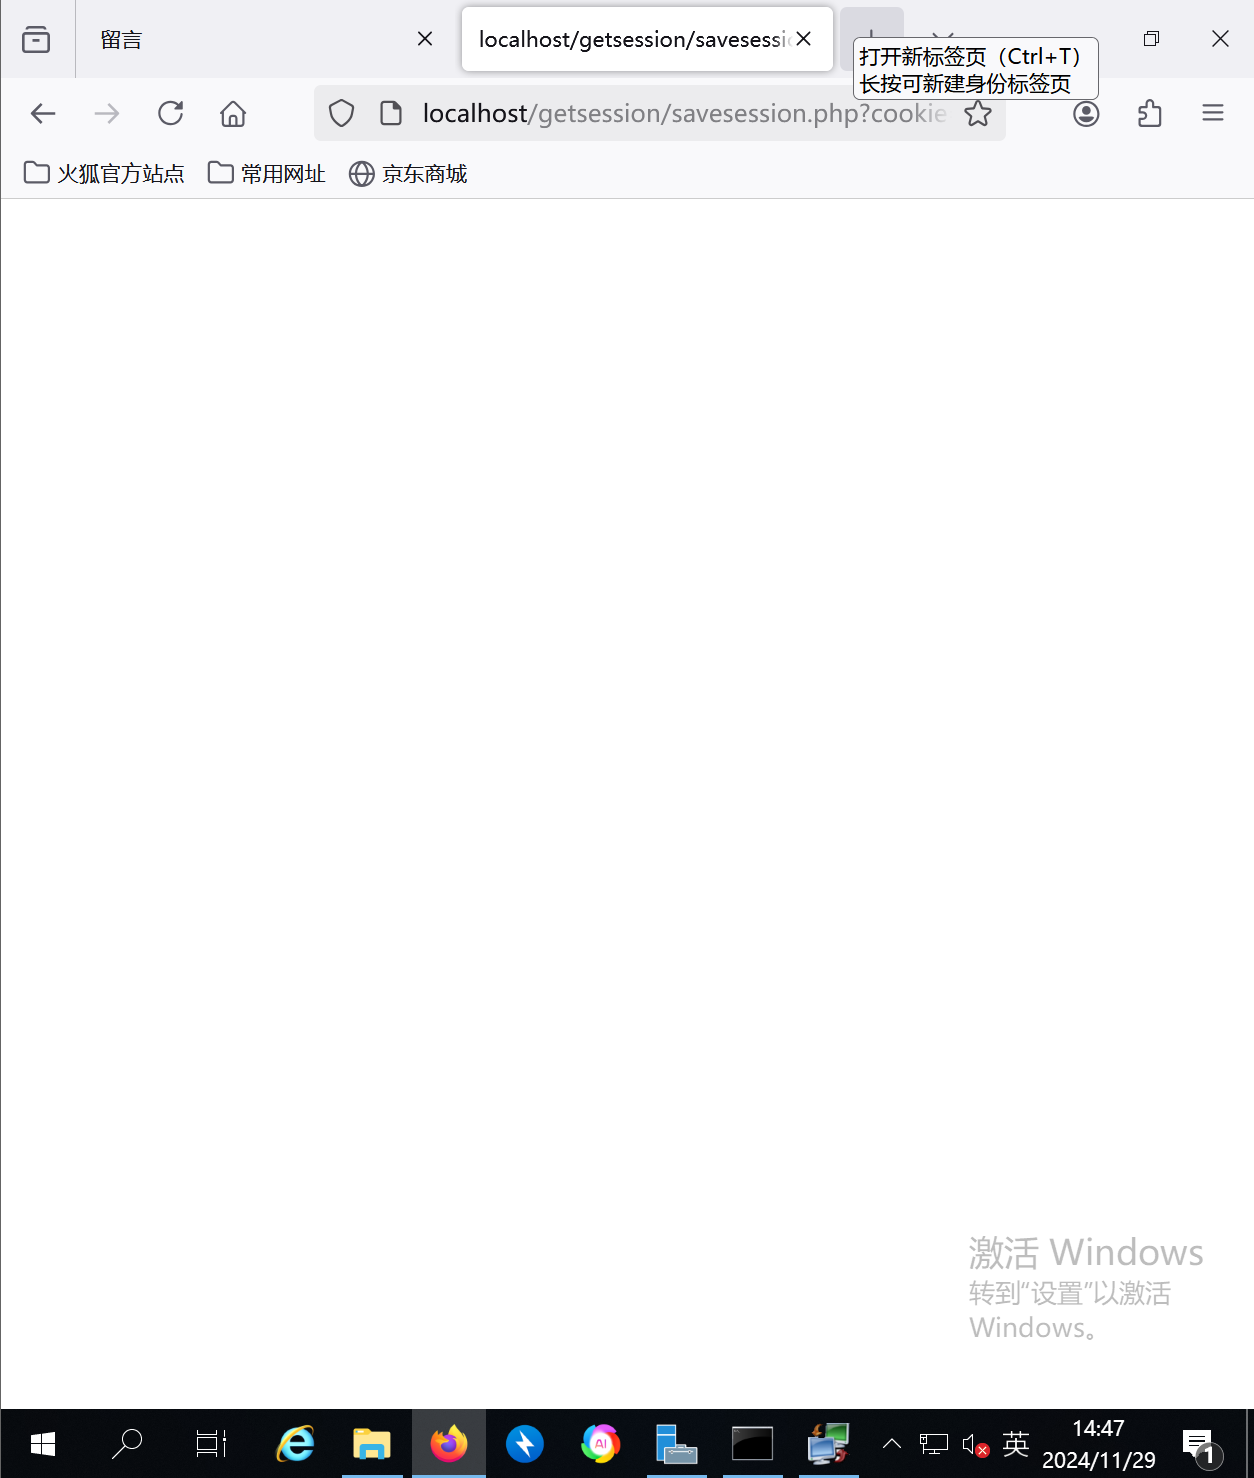 留言
localhost/getsession/savesessi
打开新标签页（Ctrl+T）
长按可新建身份标签页
localhost/getsession/savesession.php?cookie
火狐官方站点
常用网址
京东商城
激活 Windows
转到“设置”以激活
Windows。
AI
英
14:47
2024/11/29
1